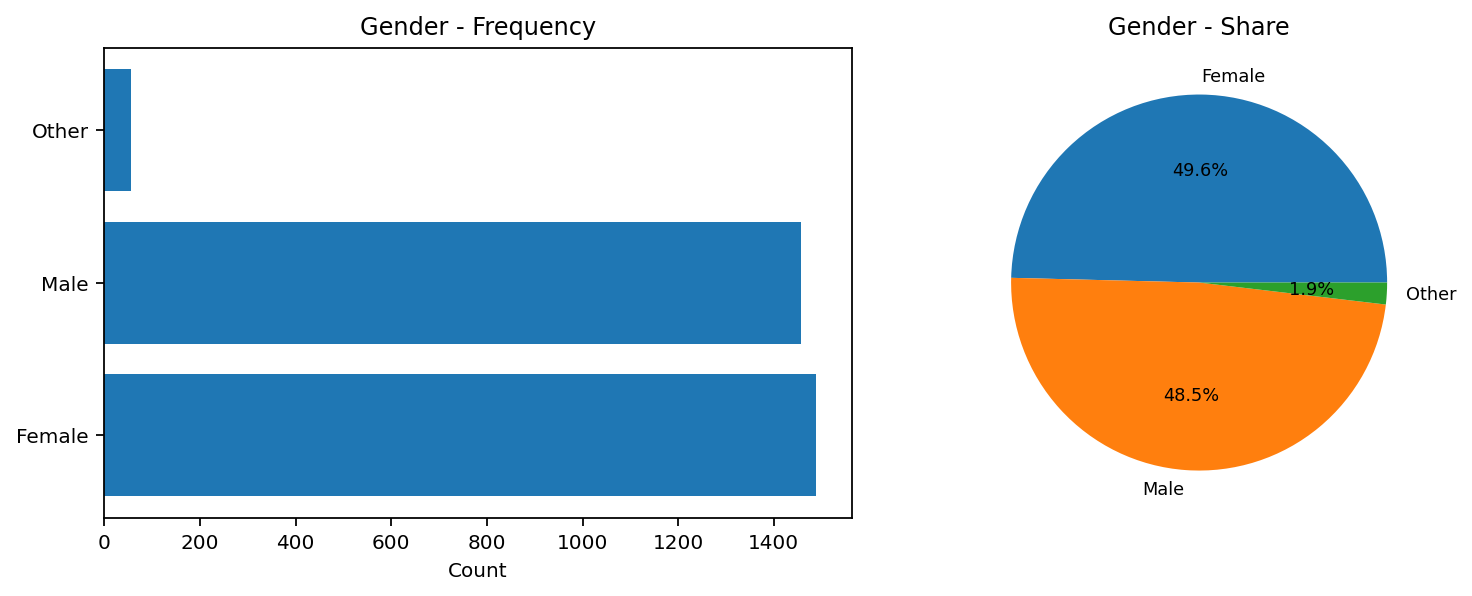 Gender - Frequency
Other
Male
Female
0 200 400 600 800 1000 1200 1400
Count
Gender - Share
Female
49.6%
1.9%
Other
48.5%
Male